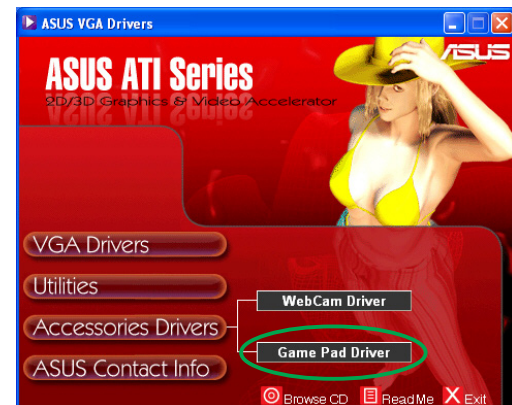 ASUS VGA Drivers
ASUS
ASUS ATI Series
2D/3D Graphics & Video Accelerator
VGA Drivers
Utilities
WebCam Driver
Accessories Drivers
Game Pad Driver
ASUS Contact Info
Browse CD ReadMe Exit